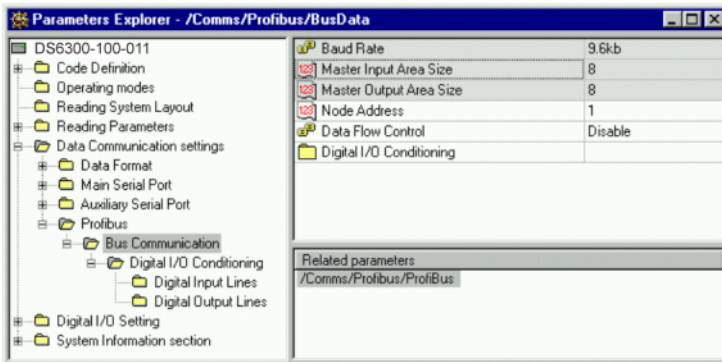 Parameters Explorer - /Comms/Profibus/BusData
DS6300-100-011
Code Definition
Operating modes
Reading System Layout
Reading Parameters
Data Communication settings
Data Format
Main Serial Port
Auxiliary Serial Port
Profibus
Bus Communication
Digital I/O Conditioning
Digital Input Lines
Digital Output Lines
Digital I/O Setting
System Information section
Baud Rate 9.6kb
123 Master Input Area Size 8
123 Master Output Area Size 8
123 Node Address 1
Data Flow Control Disable
Digital I/O Conditioning
Related parameters
/Comms/Profibus/ProfiBus